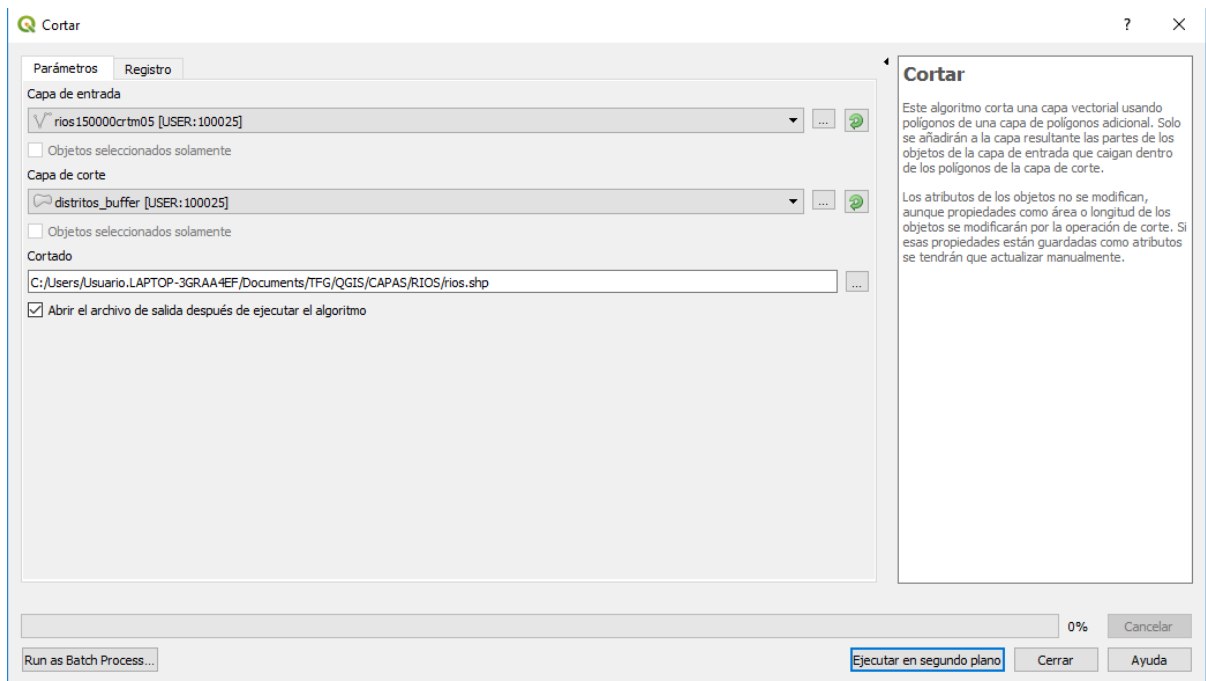 Cortar
?
Parámetros
Registro
Capa de entrada
rios150000crtm05 [USER:100025]
...
Objetos seleccionados solamente
Capa de corte
distritos_buffer [USER:100025]
...
Objetos seleccionados solamente
Cortado
C:/Users/Usuario.LAPTOP-3GRAA4EF/Documents/TFG/QGIS/CAPAS/RIOS/rios.shp
...
Abrir el archivo de salida después de ejecutar el algoritmo
Cortar
Este algoritmo corta una capa vectorial usando
polígonos de una capa de polígonos adicional. Solo
se añadirán a la capa resultante las partes de los
objetos de la capa de entrada que caigan dentro
de los polígonos de la capa de corte.
Los atributos de los objetos no se modifican,
aunque propiedades como área o longitud de los
objetos se modificarán por la operación de corte. Si
esas propiedades están guardadas como atributos
se tendrán que actualizar manualmente.
0%
Cancelar
Run as Batch Process...
Ejecutar en segundo plano
Cerrar
Ayuda